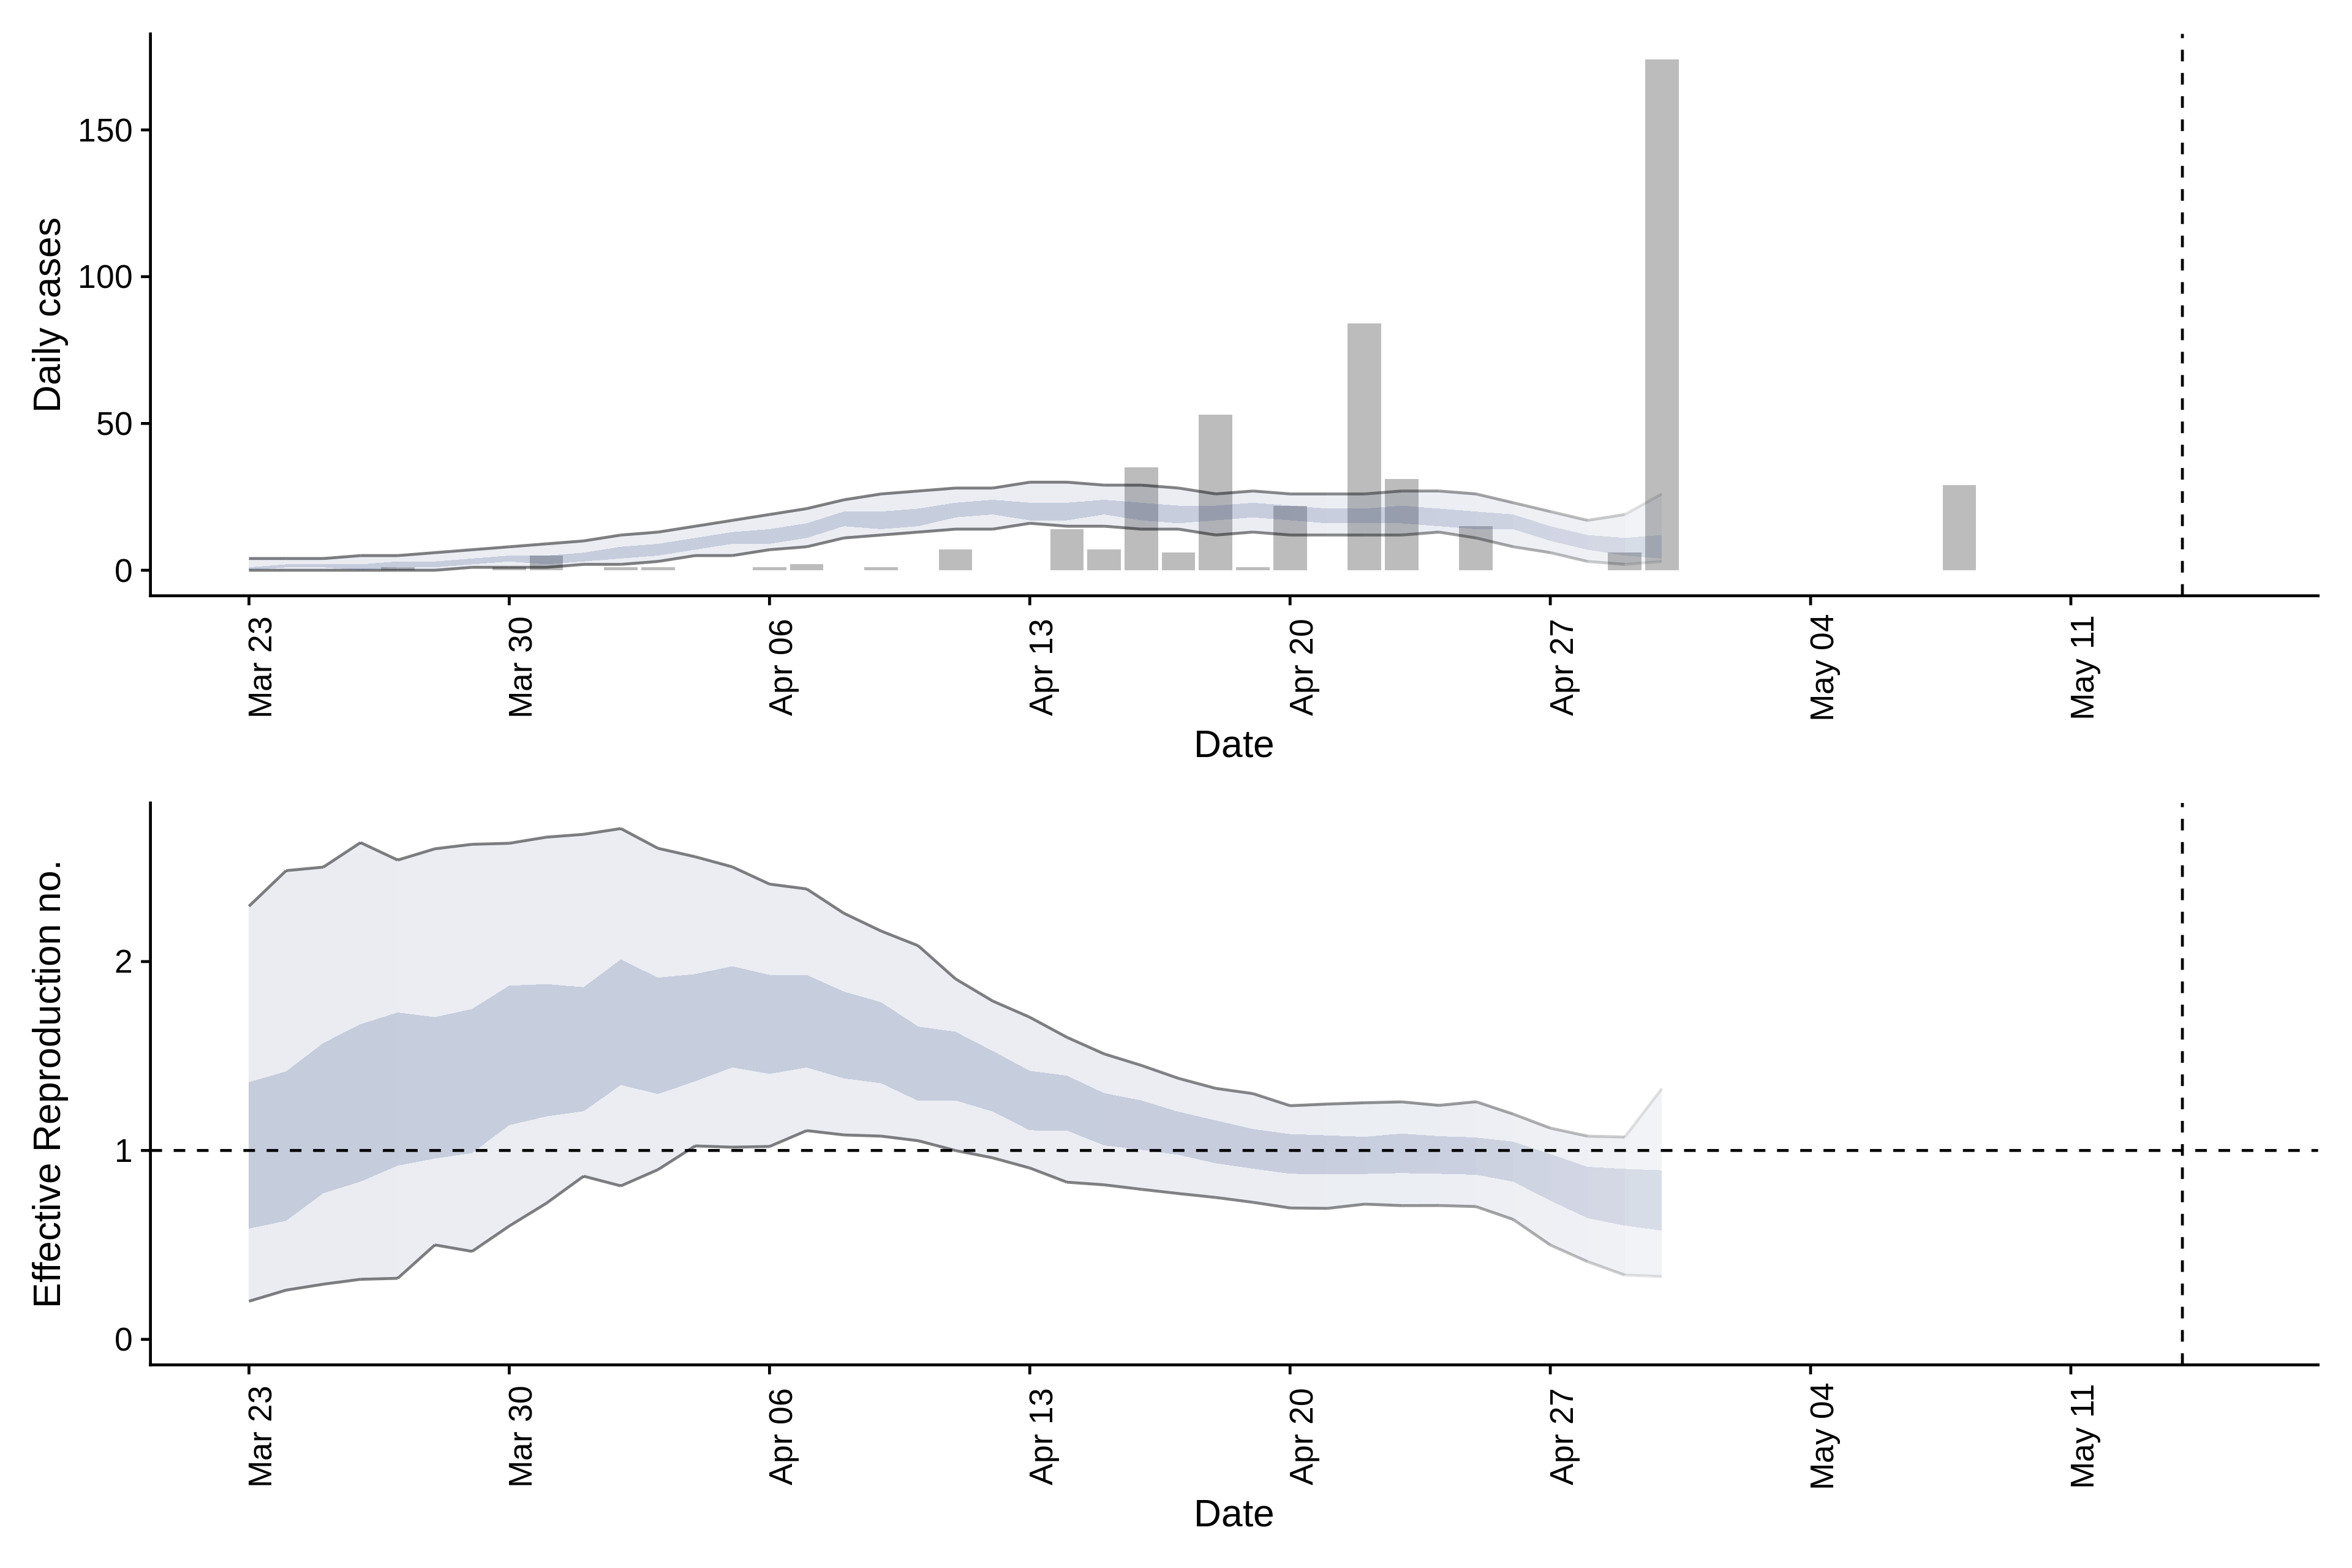 Daily cases
150
100
50
0
Mar 23
Mar 30
Apr 06
Apr 13
Apr 20
Apr 27
May 04
May 11
Date
Effective Reproduction no.
2
1
0
Mar 23
Mar 30
Apr 06
Apr 13
Apr 20
Apr 27
May 04
May 11
Date